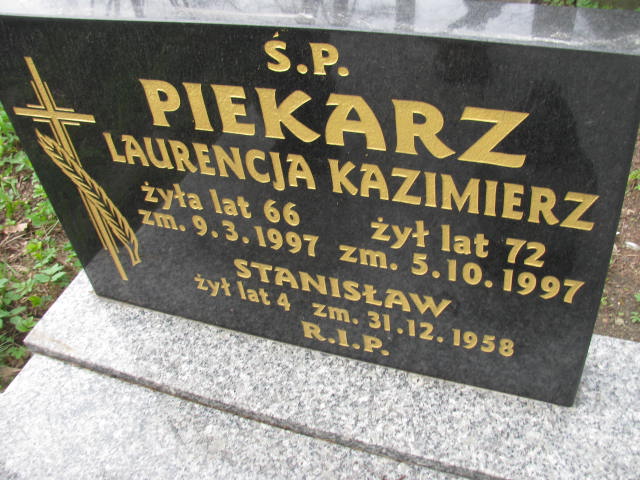 Ś.P.
PIEKARZ
LAURENCJA KAZIMIERZ
żyła lat 66 żył lat 72
zm. 9.3.1997 zm. 5.10.1997
STANISŁAW
żył lat 4 zm. 31.12.1958
R.I.P.